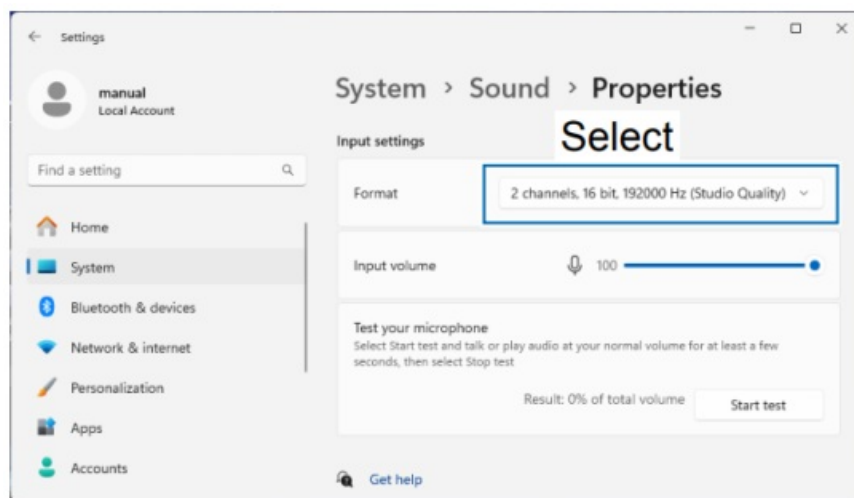 Settings
manual
Local Account
Find a setting
Home
System
Bluetooth & devices
Network & internet
Personalization
Apps
Accounts
System > Sound > Properties
Select
Input settings
Format
2 channels, 16 bit, 192000 Hz (Studio Quality)
Input volume
100
Test your microphone
Select Start test and talk or play audio at your normal volume for at least a few
seconds, then select Stop test
Result: 0% of total volume
Start test
Get help